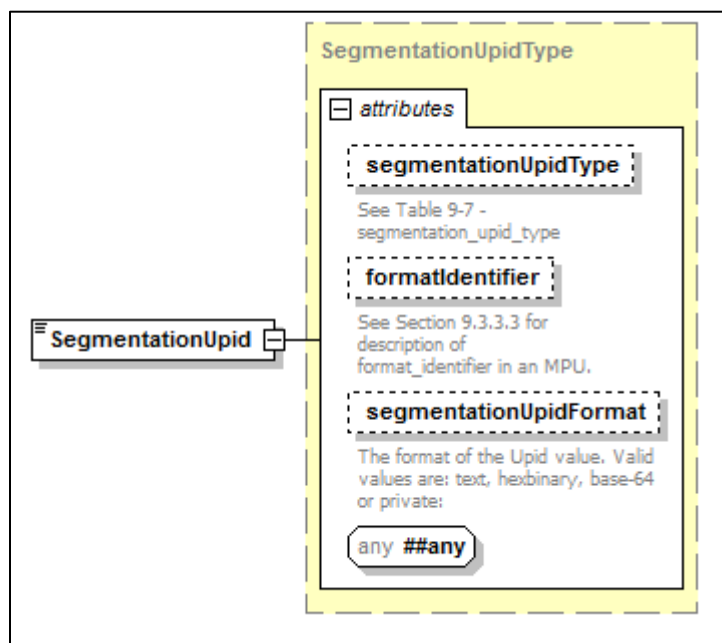 SegmentationUpidType
attributes
segmentationUpidType
See Table 9-7 -
segmentation_upid_type
formatIdentifier
See Section 9.3.3.3 for
description of
format_identifier in an MPU.
SegmentationUpid
segmentationUpidFormat
The format of the Upid value. Valid
values are: text, hexbinary, base-64
or private:
any ##any